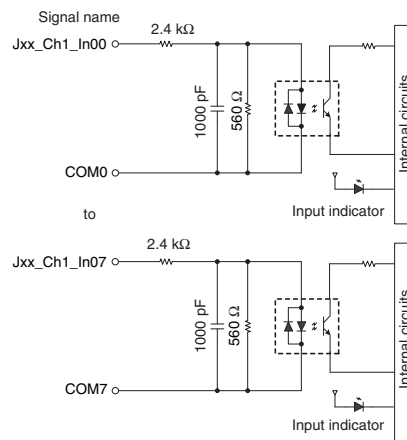 Signal name
Jxx_Ch1_In00
2.4 kΩ
1000 pF
560 Ω
Internal circuits
COM0
to
Input indicator
2.4 kΩ
Jxx_Ch1_In07
1000 pF
560 Ω
Internal circuits
COM7
Input indicator